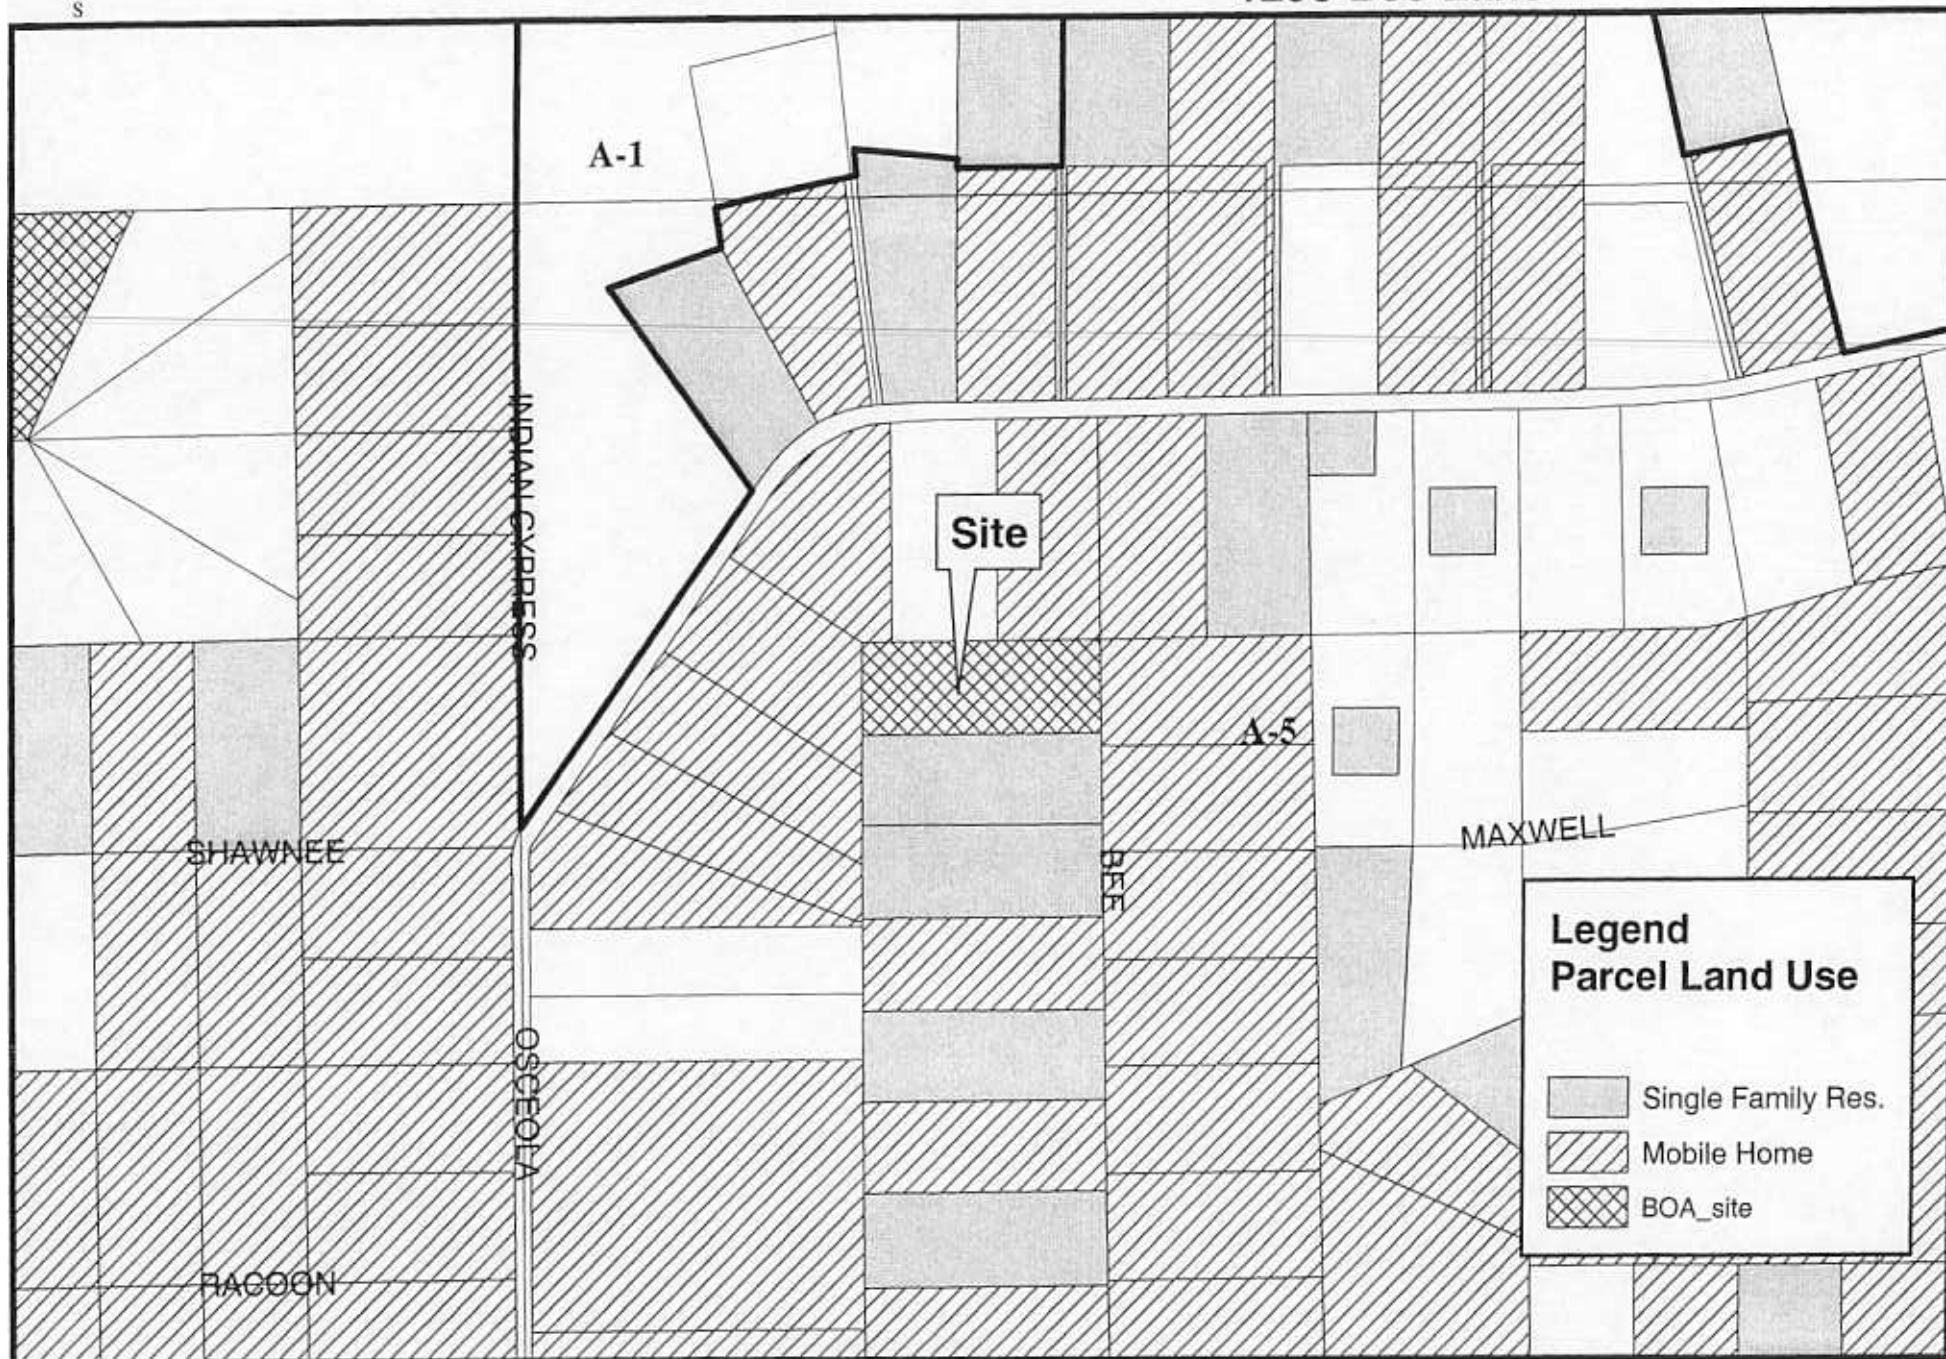 S
A-1
INDIAN CYPRESS
Site
A-5
SHAWNEE
MAXWELL
BEE
Legend
Parcel Land Use
Single Family Res.
Mobile Home
BOA_site
OSCEOLA
RACOON